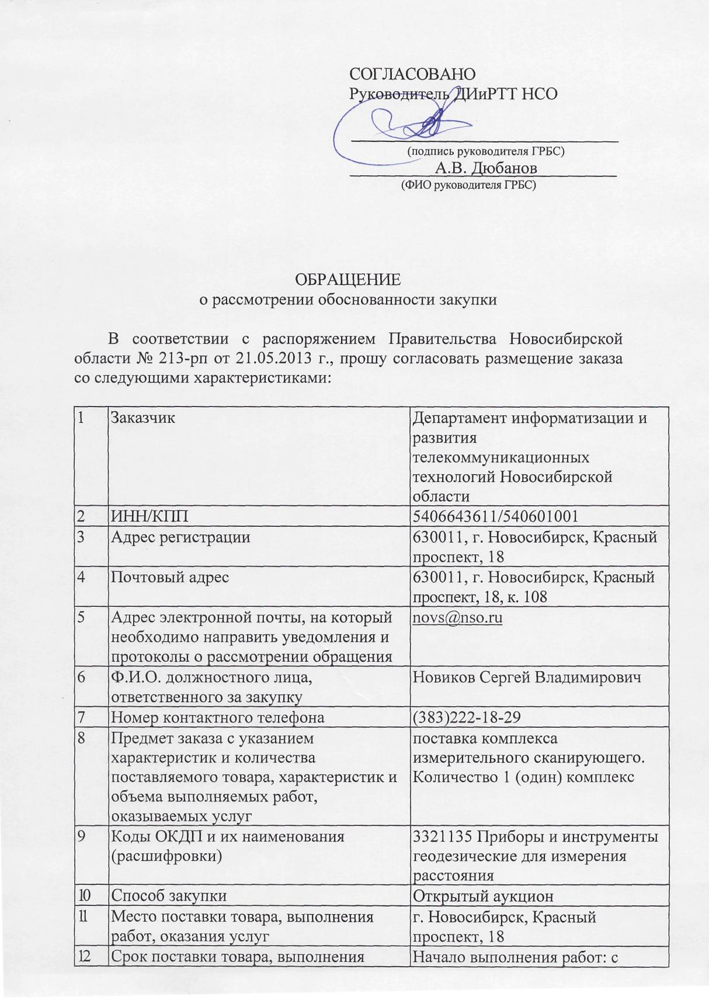 СОГЛАСОВАНО
Руководитель ДИиРТТ НСО
(подпись руководителя ГРБС)
А.В. Дюбанов
(ФИО руководителя ГРБС)
ОБРАЩЕНИЕ
о рассмотрении обоснованности закупки
В соответствии с распоряжением Правительства Новосибирской
области № 213-рп от 21.05.2013 г., прошу согласовать размещение заказа
со следующими характеристиками:
1 Заказчик Департамент информатизации и
развития
телекоммуникационных
технологий Новосибирской
области
2 ИНН/КПП 5406643611/540601001
3 Адрес регистрации 630011, г. Новосибирск, Красный
проспект, 18
4 Почтовый адрес 630011, г. Новосибирск, Красный
проспект, 18, к. 108
5 Адрес электронной почты, на который novs@nso.ru
необходимо направить уведомления и
протоколы о рассмотрении обращения
6 Ф.И.О. должностного лица, Новиков Сергей Владимирович
ответственного за закупку
7 Номер контактного телефона (383)222-18-29
8 Предмет заказа с указанием поставка комплекса
характеристик и количества измерительного сканирующего.
поставляемого товара, характеристик и Количество 1 (один) комплекс
объема выполняемых работ,
оказываемых услуг
9 Коды ОКДП и их наименования 3321135 Приборы и инструменты
(расшифровки) геодезические для измерения
расстояния
10 Способ закупки Открытый аукцион
11 Место поставки товара, выполнения г. Новосибирск, Красный
работ, оказания услуг проспект, 18
12 Срок поставки товара, выполнения Начало выполнения работ: с